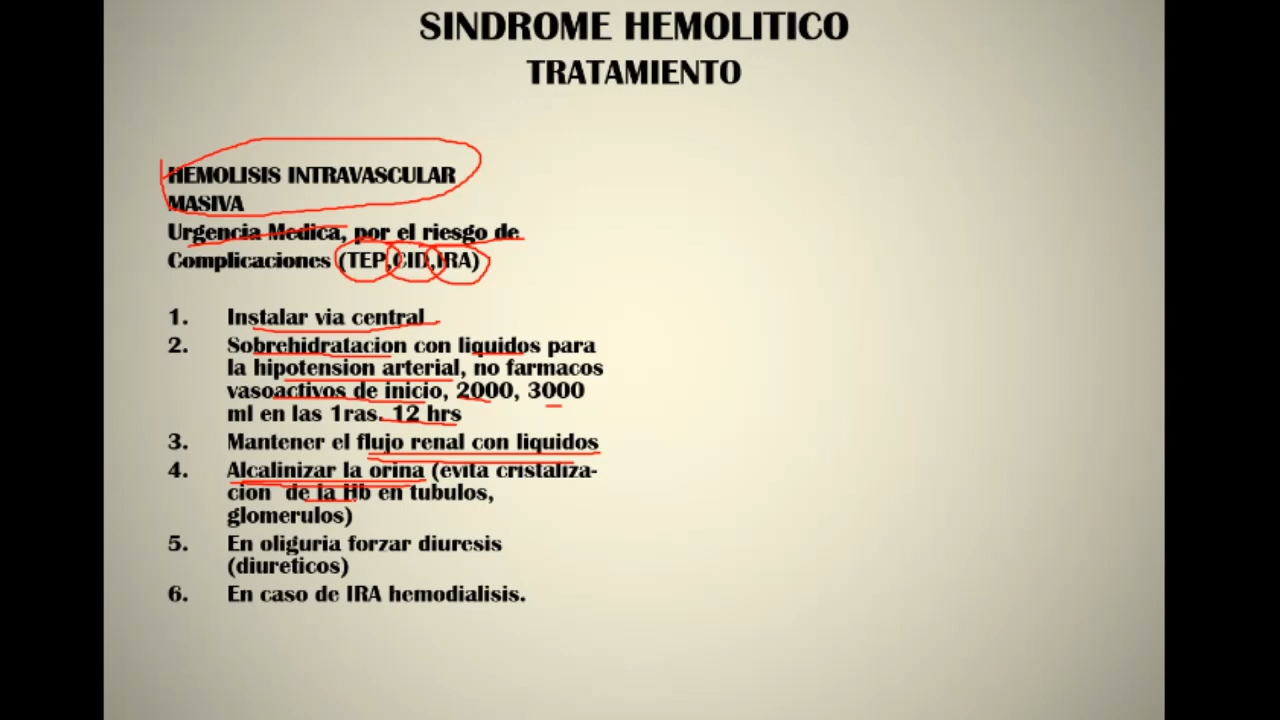 SINDROME HEMOLITICO
TRATAMIENTO
HEMOLISIS INTRAVASCULAR
MASIVA
Urgencia Medica, por el riesgo de
Complicaciones (TEP,CID,IRA)
1. Instalar via central
2. Sobrehidratacion con liquidos para
la hipotension arterial, no farmacos
vasoactivos de inicio, 2000, 3000
ml en las 1ras. 12 hrs
3. Mantener el flujo renal con liquidos
4. Alcalinizar la orina (evita cristaliza-
cion de la Hb en tubulos,
glomerulos)
5. En oliguria forzar diuresis
(diureticos)
6. En caso de IRA hemodialisis.